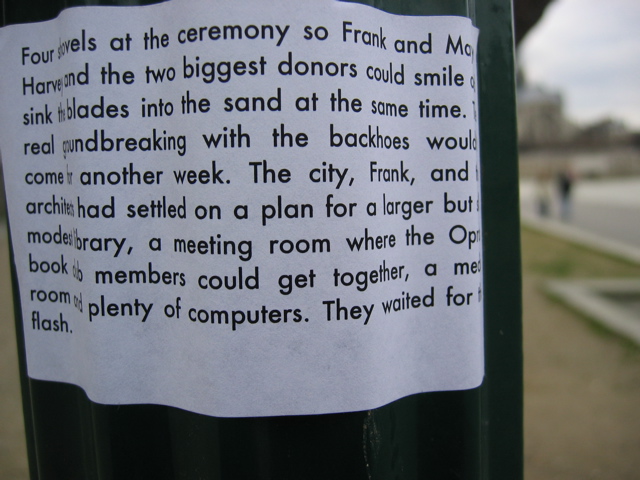 Four shovels at the ceremony so Frank and
Harvey and the two biggest donors could smile
sink the blades into the sand at the same time.
real groundbreaking with the backhoes would
come for another week. The city, Frank, and
architect had settled on a plan for a larger but
modest library, a meeting room where the
book club members could get together, a
room and plenty of computers. They waited for
flash.